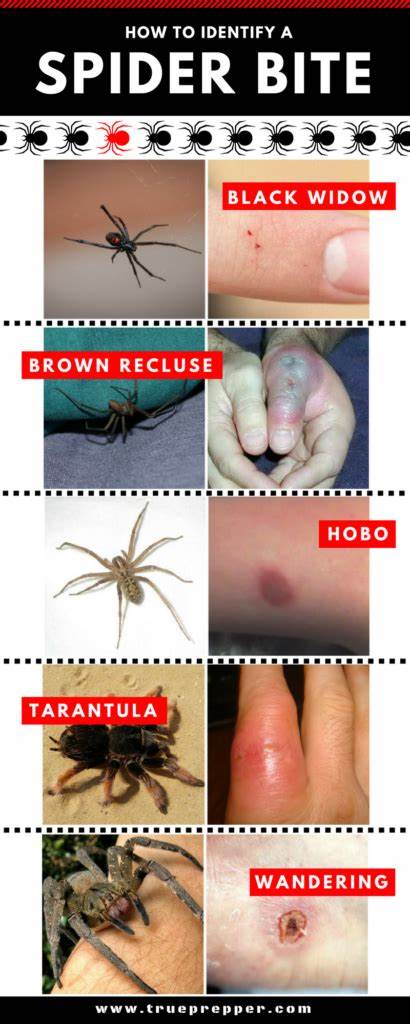 HOW TO IDENTIFY A
SPIDER BITE
BLACK WIDOW
BROWN RECLUSE
HOBO
TARANTULA
WANDERING
www.trueprepper.com